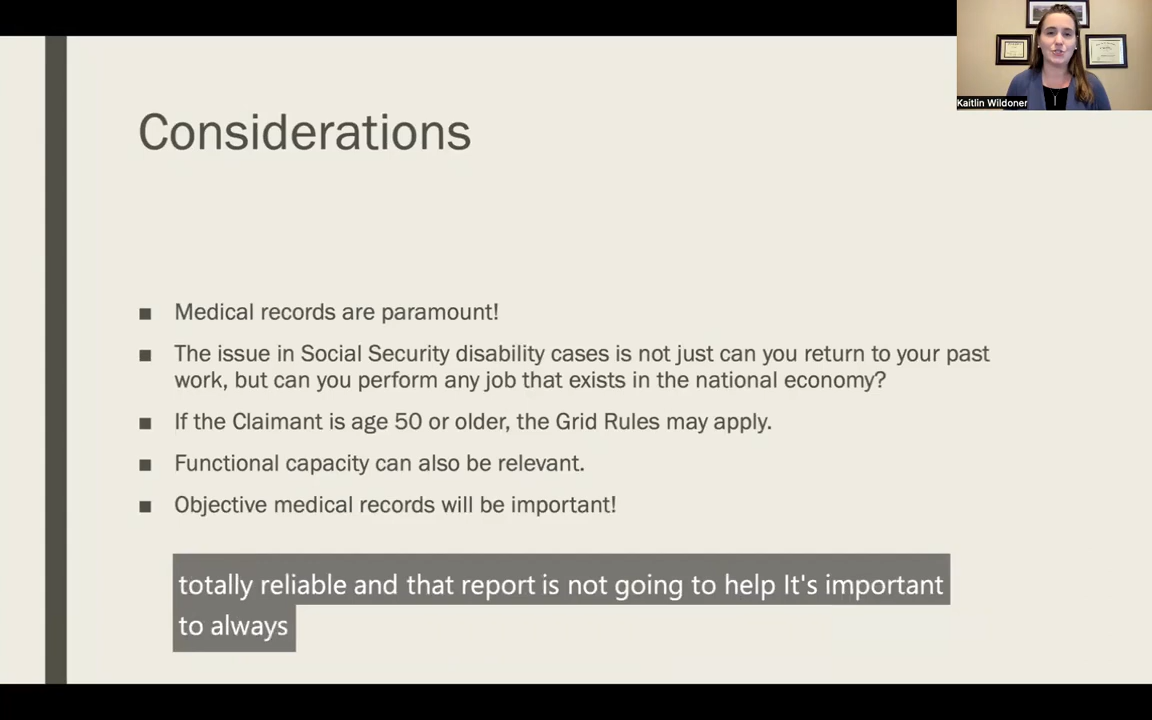 Kaitlin Wildoner
Considerations
■ Medical records are paramount!
■ The issue in Social Security disability cases is not just can you return to your past
work, but can you perform any job that exists in the national economy?
■ If the Claimant is age 50 or older, the Grid Rules may apply.
■ Functional capacity can also be relevant.
■ Objective medical records will be important!
totally reliable and that report is not going to help It's important
to always